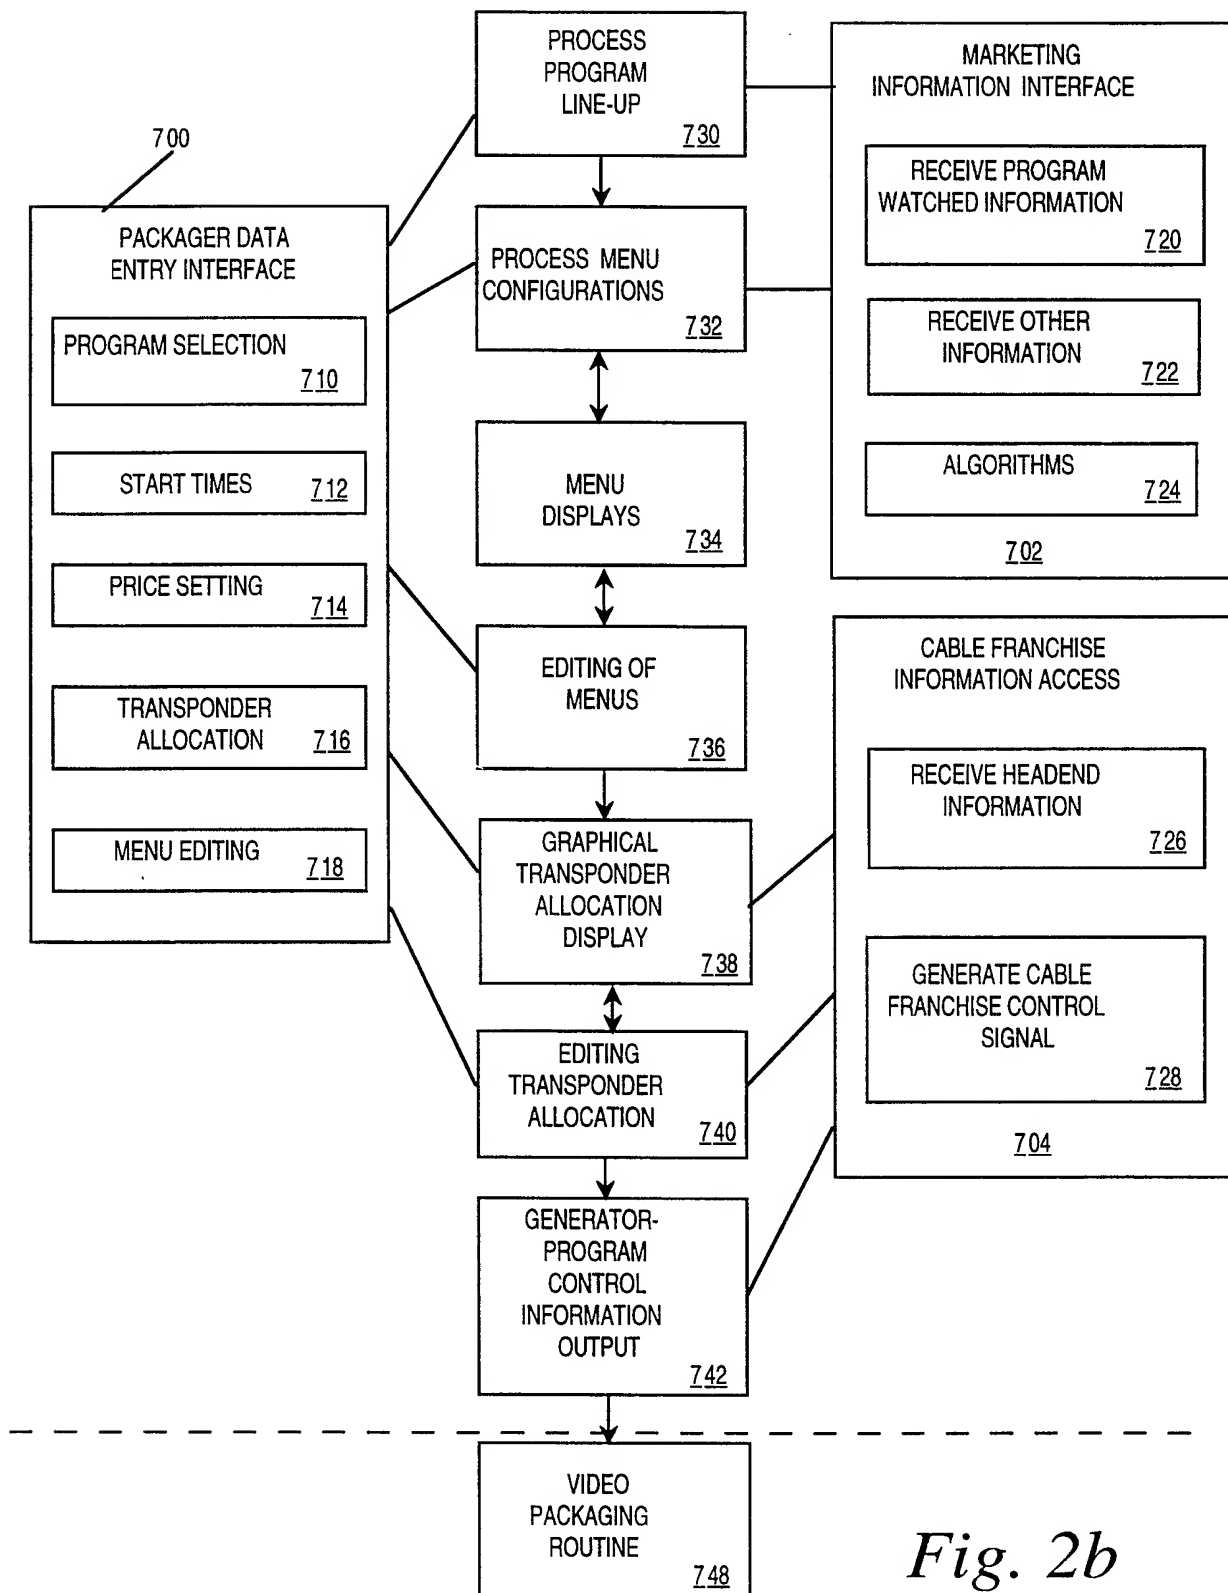 700
PACKAGER DATA
ENTRY INTERFACE
PROGRAM SELECTION
710
START TIMES
712
PRICE SETTING
714
TRANSPONDER
ALLOCATION
716
MENU EDITING
718
PROCESS
PROGRAM
LINE-UP
730
PROCESS MENU
CONFIGURATIONS
732
MENU
DISPLAYS
734
EDITING OF
MENUS
736
GRAPHICAL
TRANSPONDER
ALLOCATION
DISPLAY
738
EDITING
TRANSPONDER
ALLOCATION
740
GENERATOR-
PROGRAM
CONTROL
INFORMATION
OUTPUT
742
VIDEO
PACKAGING
ROUTINE
748
MARKETING
INFORMATION INTERFACE
RECEIVE PROGRAM
WATCHED INFORMATION
720
RECEIVE OTHER
INFORMATION
722
ALGORITHMS
724
702
CABLE FRANCHISE
INFORMATION ACCESS
RECEIVE HEADEND
INFORMATION
726
GENERATE CABLE
FRANCHISE CONTROL
SIGNAL
728
704
Fig. 2b